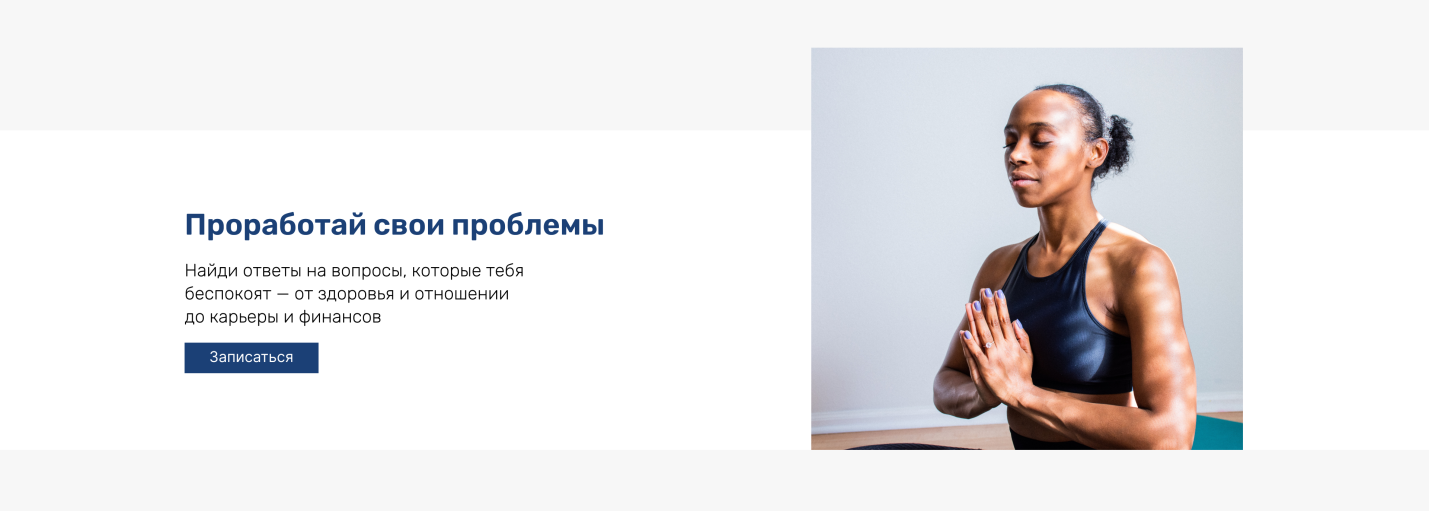 Проработай свои проблемы
Найди ответы на вопросы, которые тебя
беспокоят — от здоровья и отношении
до карьеры и финансов
Записаться